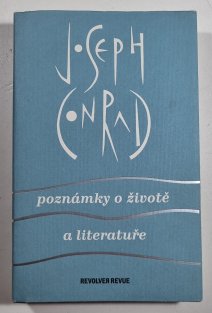 JOSEPH
CONRAD
poznámky o životě
a literatuře
REVOLVER REVUE